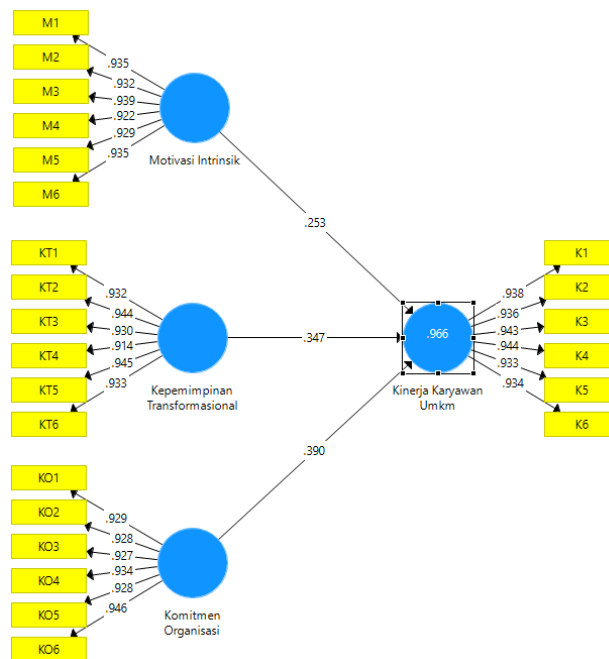 M1
M2
M3
M4
M5
M6
.935
.932
.939
.922
.929
.935
Motivasi Intrinsik
.253
KT1
KT2
KT3
KT4
KT5
KT6
.932
.944
.930
.914
.945
.933
Kepemimpinan
Transformasional
.347
.966
Kinerja Karyawan
Umkm
.938
.936
.943
.944
.933
.934
K1
K2
K3
K4
K5
K6
.390
KO1
KO2
KO3
KO4
KO5
KO6
.929
.928
.927
.934
.928
.946
Komitmen
Organisasi